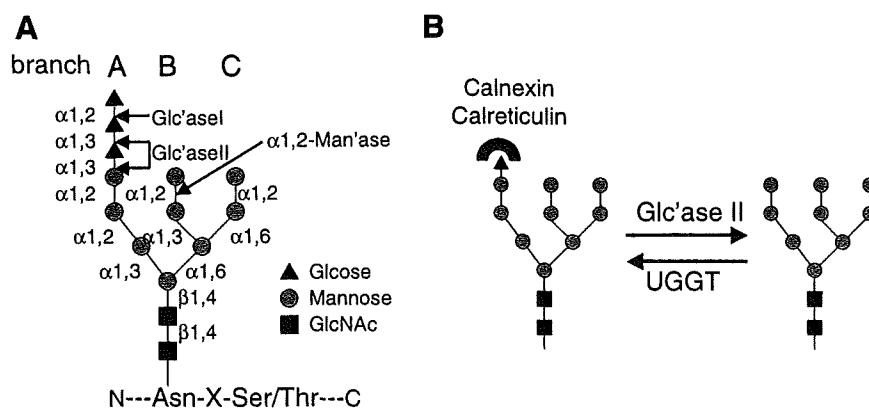 A
branch A B C
α1,2
Glc'aseI
α1,3
Glc'aseII
α1,2-Man'ase
α1,3
α1,2
α1,2
α1,2
α1,2
α1,3
α1,6
α1,3
α1,6
β1,4
β1,4
Glcose
Mannose
GlcNAc
N---Asn-X-Ser/Thr---C
B
Calnexin
Calreticulin
Glc'ase II
UGGT